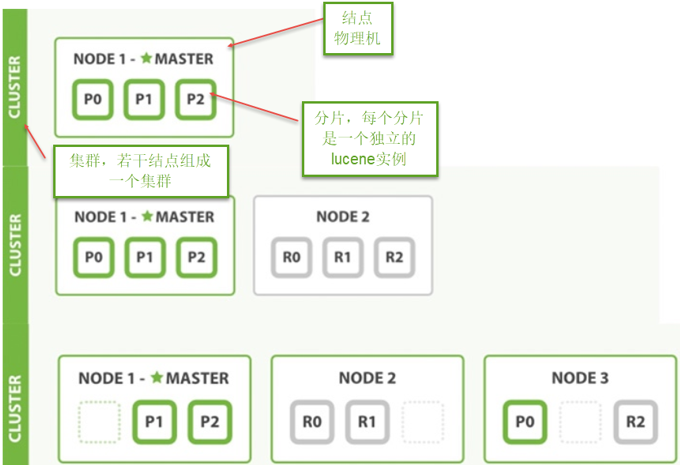 结点
物理机
CLUSTER
NODE 1 - ★ MASTER
P0 P1 P2
分片，每个分片
是一个独立的
lucene实例
集群，若干结点组成
一个集群
CLUSTER
NODE 1 - ★ MASTER
P0 P1 P2
NODE 2
R0 R1 R2
CLUSTER
NODE 1 - ★ MASTER
P1 P2
NODE 2
R0 R1
NODE 3
P0 R2